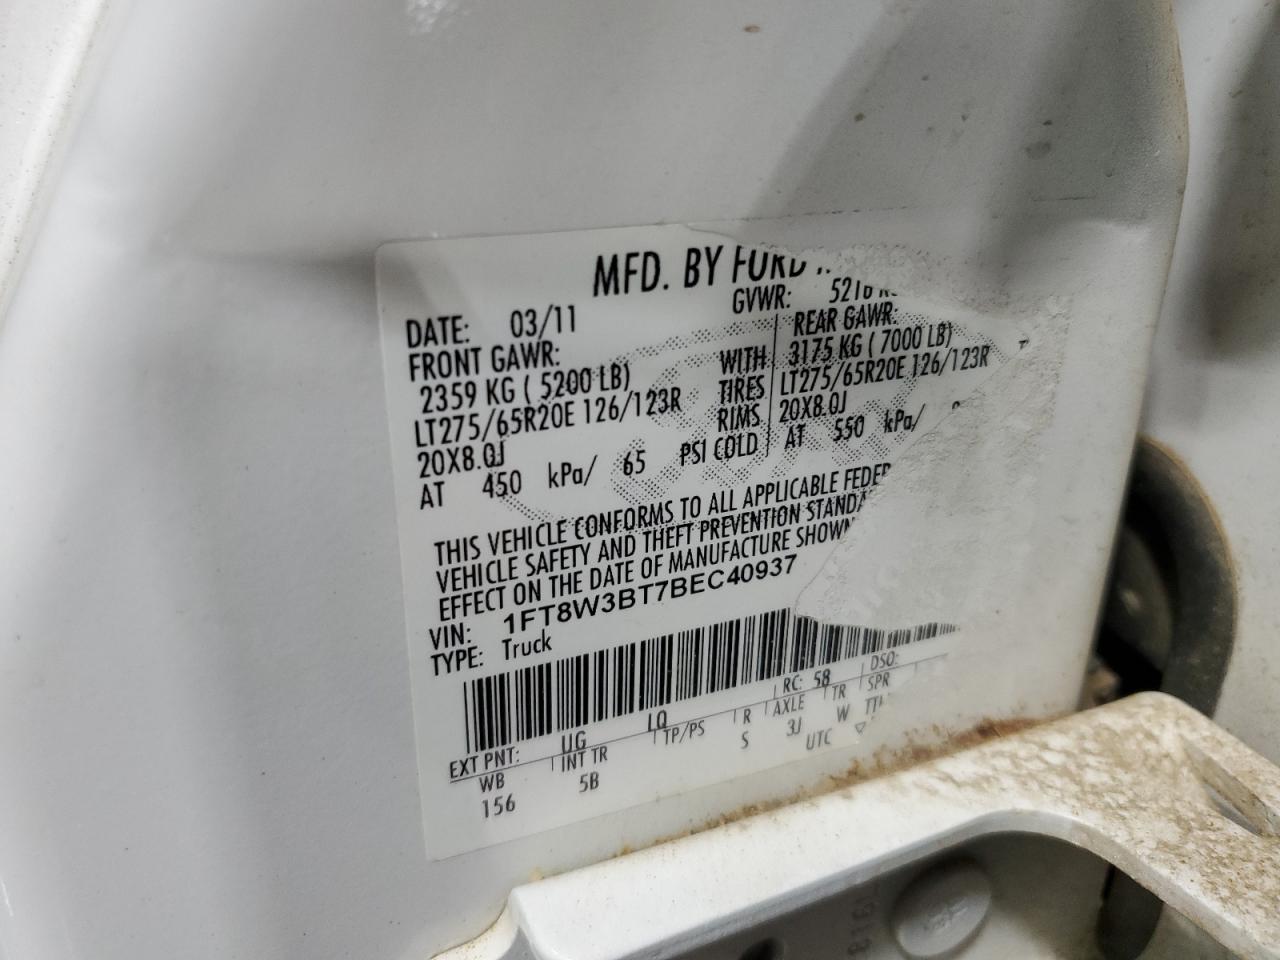 MFD. BY FORD
DATE: 03/11 GVWR: 5216
FRONT GAWR: REAR GAWR:
2359 KG ( 5200 LB) WITH 3175 KG ( 7000 LB)
LT275/65R20E 126/123R TIRES LT275/65R20E 126/123R
20X8.0J RIMS 20X8.0J
AT 450 kPa/ 65 PSI COLD AT 550 kPa/
THIS VEHICLE CONFORMS TO ALL APPLICABLE FEDER
VEHICLE SAFETY AND THEFT PREVENTION STANDA
EFFECT ON THE DATE OF MANUFACTURE SHOWN
VIN: 1FT8W3BT7BEC40937
TYPE: Truck
EXT PNT: UG LQ RC: 58 DSO:
WB INT TR TP/PS R AXLE TR SPR
156 5B S 3J W
UTC